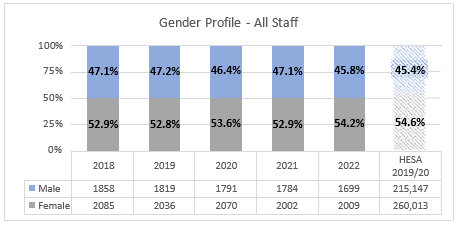 Gender Profile - All Staff
100%
47.1% 47.2% 46.4% 47.1% 45.8% 45.4%
75%
50%
52.9% 52.8% 53.6% 52.9% 54.2% 54.6%
25%
0%
2018 2019 2020 2021 2022 HESA
2019/20
Male 1858 1819 1791 1784 1699 215,147
Female 2085 2036 2070 2002 2009 260,013